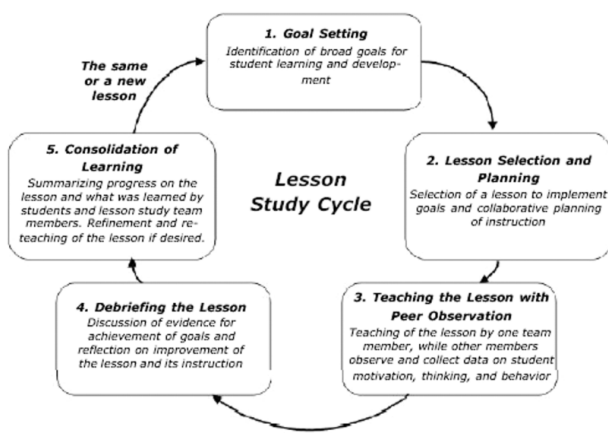 1. Goal Setting
Identification of broad goals for
student learning and develop-
ment
The same
or a new
lesson
5. Consolidation of
Learning
Summarizing progress on the
lesson and what was learned by
students and lesson study team
members. Refinement and re-
teaching of the lesson if desired.
Lesson
Study Cycle
2. Lesson Selection and
Planning
Selection of a lesson to implement
goals and collaborative planning
of instruction
4. Debriefing the Lesson
Discussion of evidence for
achievement of goals and
reflection on improvement of
the lesson and its instruction
3. Teaching the Lesson with
Peer Observation
Teaching of the lesson by one team
member, while other members
observe and collect data on student
motivation, thinking, and behavior